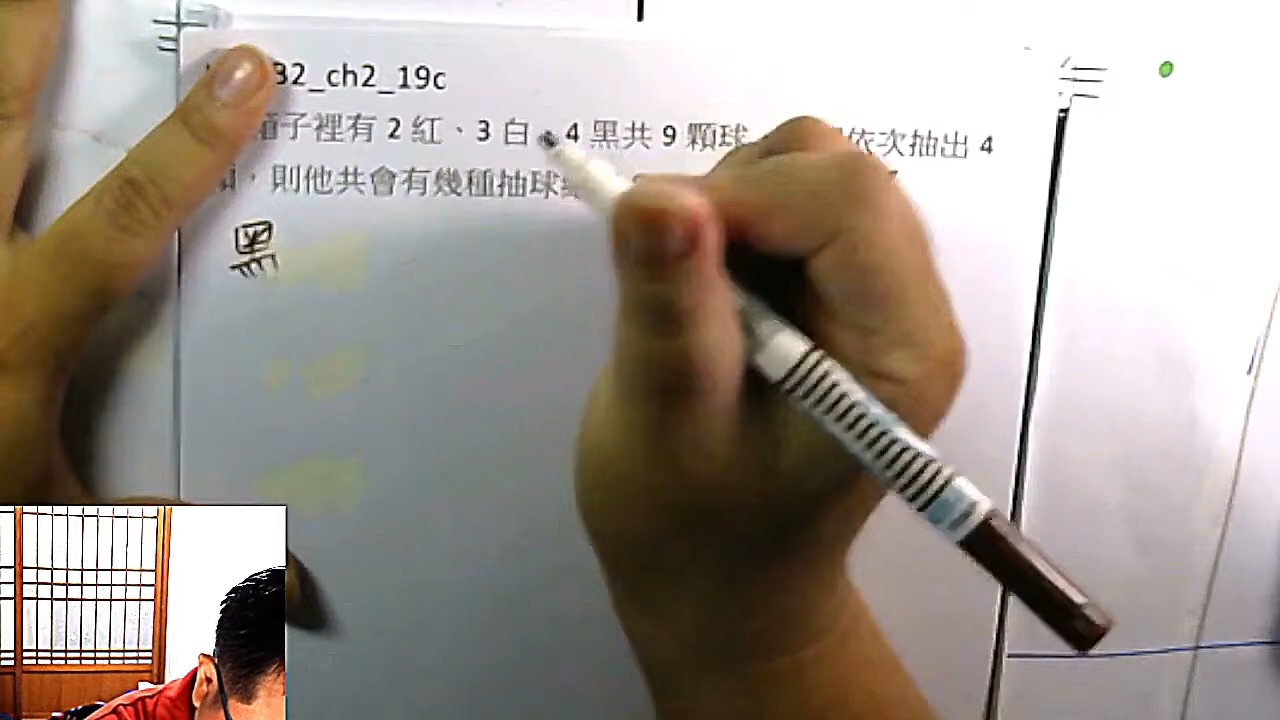 32_ch2_19c
箱子裡有 2 紅、3 白、4 黑共 9 顆球 依次抽出 4
，則他共會有幾種抽球
黑